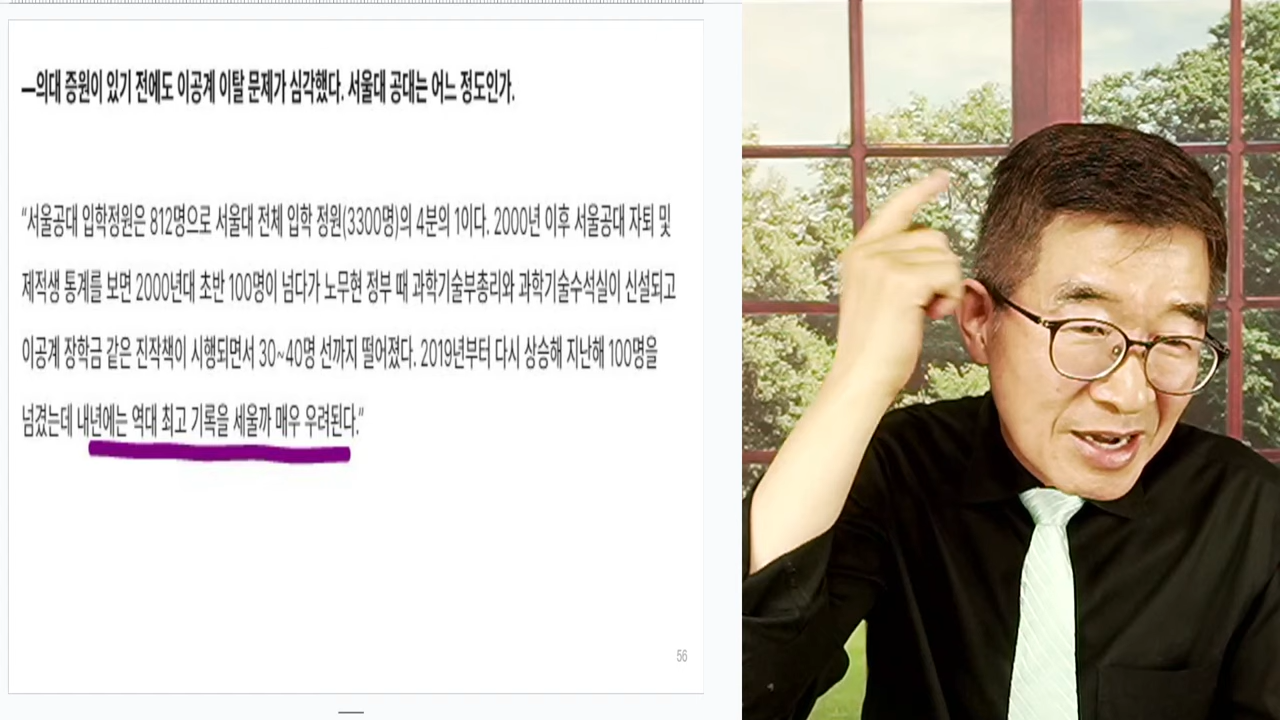 —의대 증원이 있기 전에도 이공계 이탈 문제가 심각했다. 서울대 공대는 어느 정도인가.
“서울공대 입학정원은 812명으로 서울대 전체 입학 정원(3300명)의 4분의 1이다. 2000년 이후 서울공대 자퇴 및
제적생 통계를 보면 2000년대 초반 100명이 넘다가 노무현 정부 때 과학기술부총리와 과학기술수석실이 신설되고
이공계 장학금 같은 진작책이 시행되면서 30~40명 선까지 떨어졌다. 2019년부터 다시 상승해 지난해 100명을
넘겼는데 내년에는 역대 최고 기록을 세울까 매우 우려된다.”
56